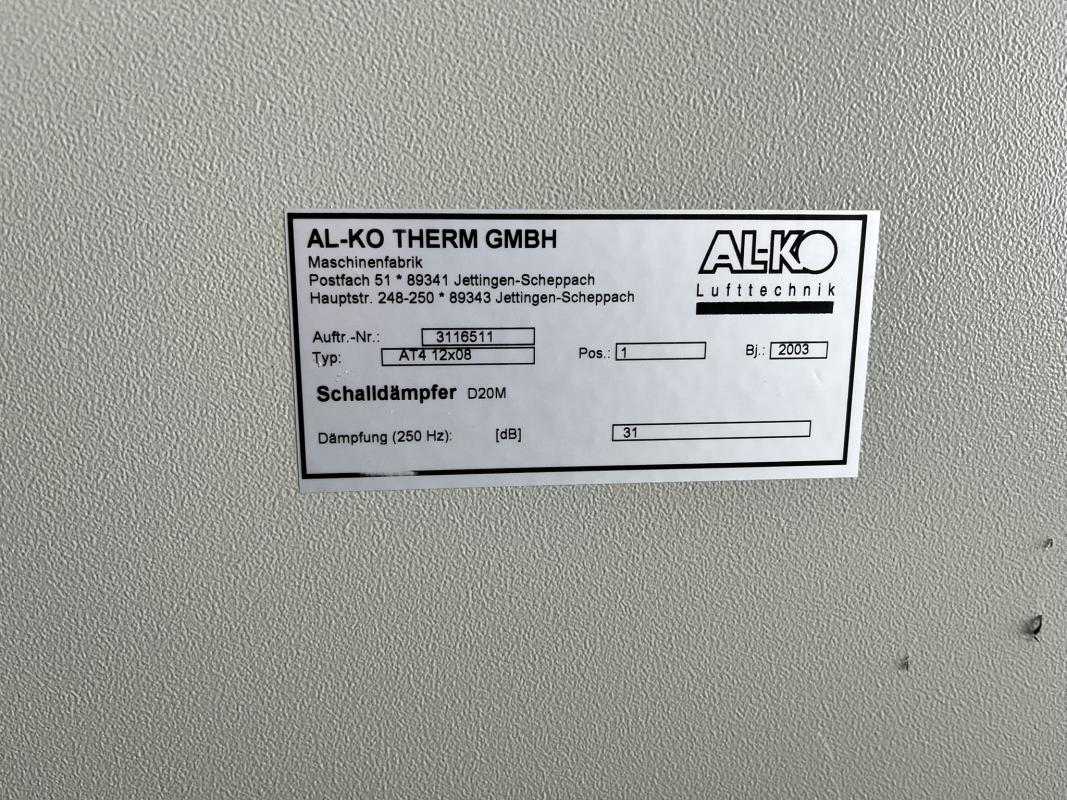 AL-KO THERM GMBH
Maschinenfabrik
Postfach 51 * 89341 Jettingen-Scheppach
Hauptstr. 248-250 * 89343 Jettingen-Scheppach
AL-KO
Lufttechnik
Auftr.-Nr.: 3116511
Typ: AT4 12x08 Pos.: 1 Bj.: 2003
Schalldämpfer D20M
Dämpfung (250 Hz): [dB] 31